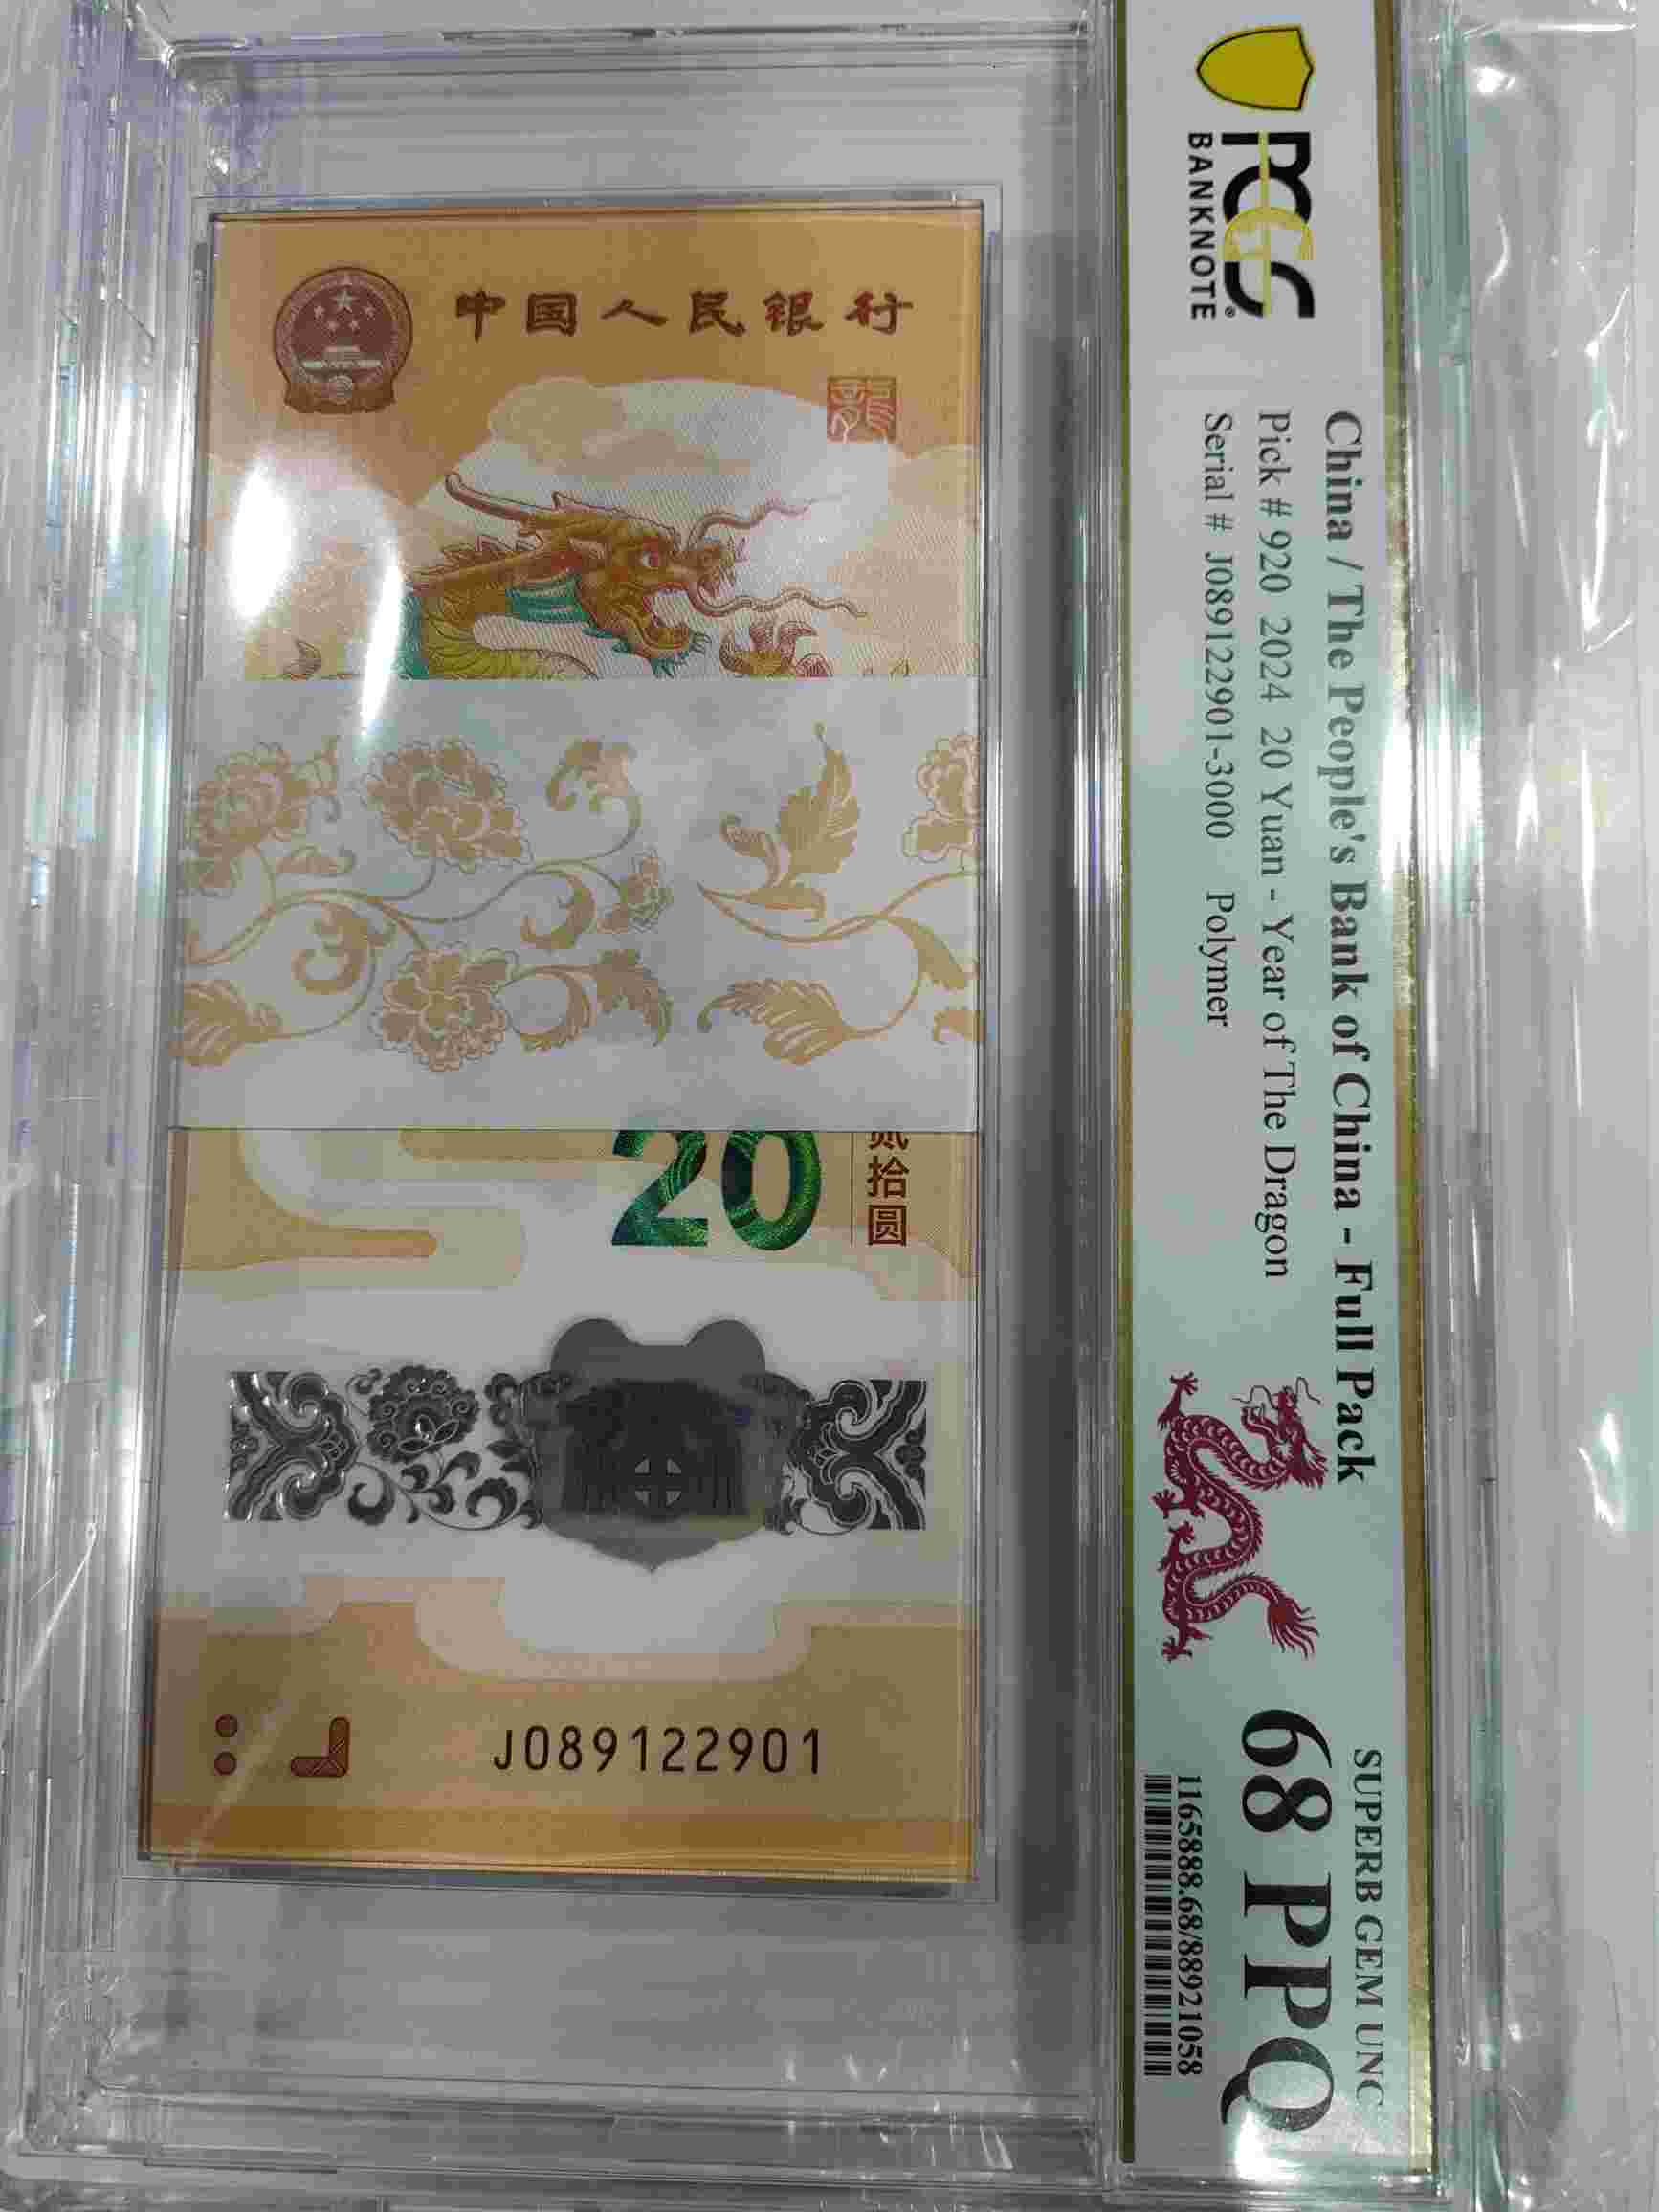 PCGS
BANKNOTE
China / The People's Bank of China - Full Pack
Pick # 920 2024 20 Yuan - Year of The Dragon
Serial # J089122901-3000 Polymer
SUPERB GEM UNC
68 PPQ
1165888.68/88921058
中国人民银行
龍
20
贰拾圆
J089122901